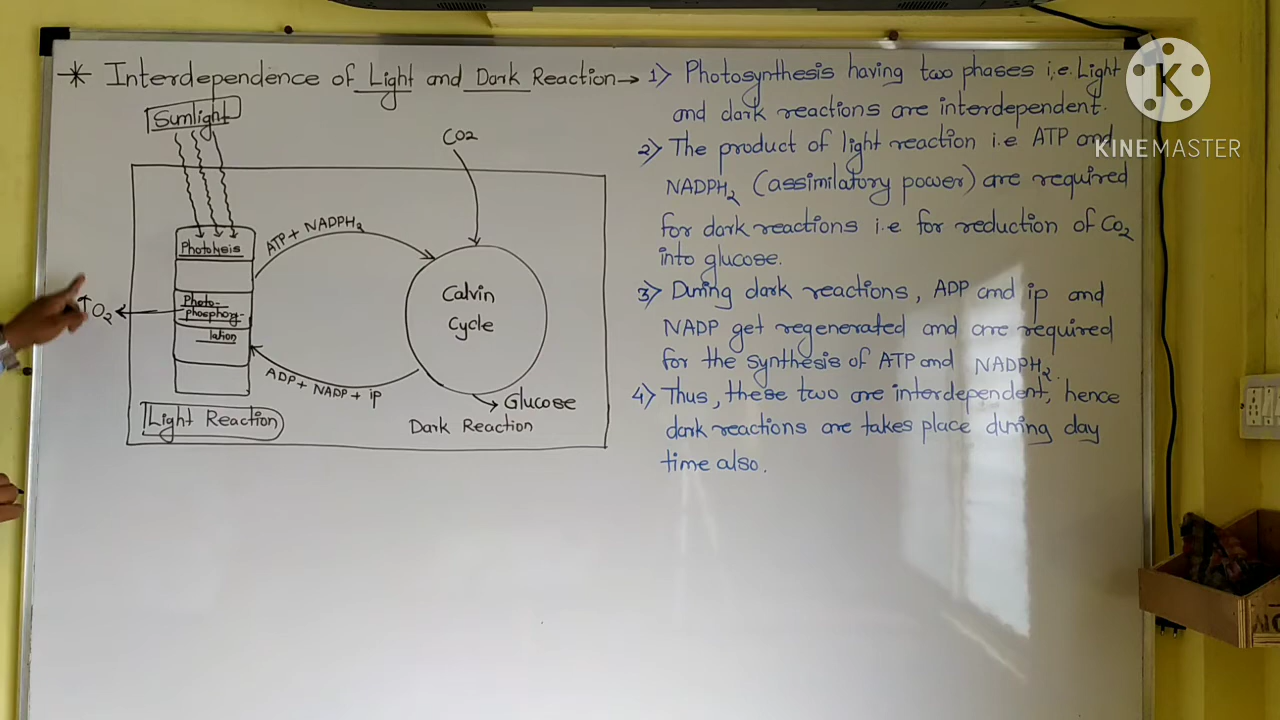 * Interdependence of Light and Dark Reaction →
Sunlight
CO2
Photolysis
ATP + NADPH₂
Photo-
phosphory-
lation
↑O₂
Calvin
Cycle
ADP + NADP + ip
Glucose
Light Reaction
Dark Reaction
1) Photosynthesis having two phases i.e. Light
and dark reactions are interdependent.
2) The product of light reaction i.e ATP and
NADPH₂ (assimilatory power) are required
for dark reactions i.e for reduction of CO₂
into glucose.
3) During dark reactions, ADP and ip and
NADP get regenerated and are required
for the synthesis of ATP and NADPH₂.
4) Thus, these two are interdependent, hence
dark reactions are takes place during day
time also.
K
KINEMASTER